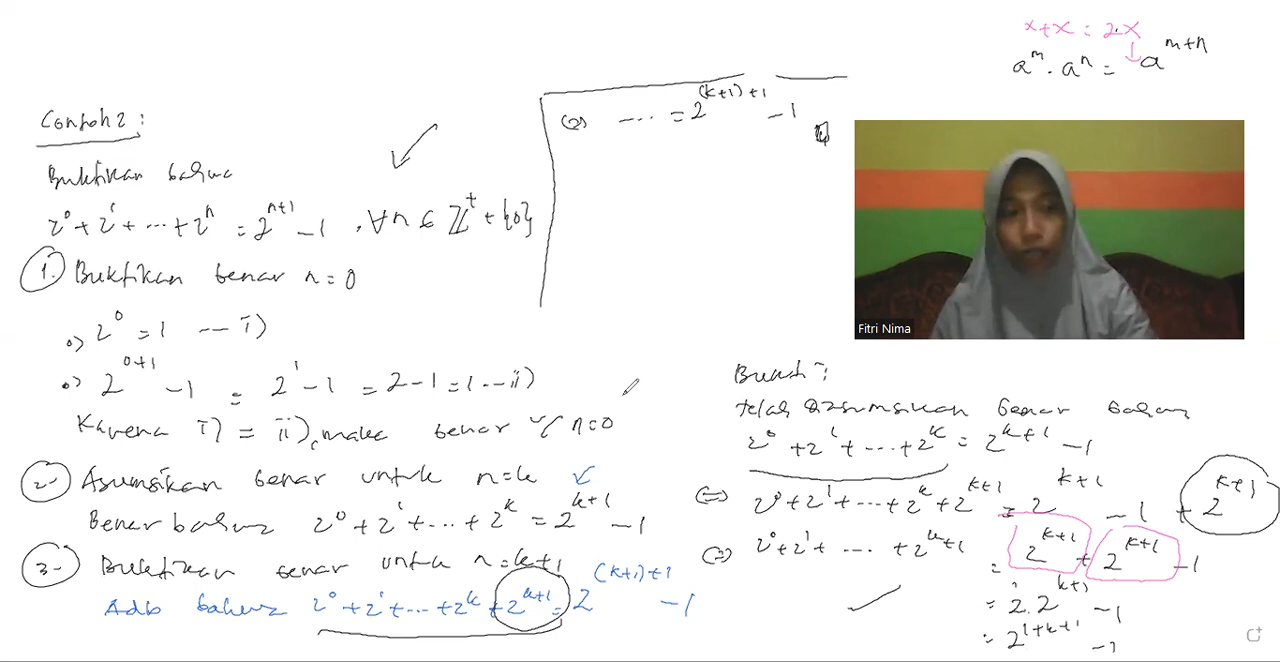 x+x = 2.x
a^m . a^n = a^{m+n}
Contoh 2 :
Buktikan bahwa
2^0 + 2^1 + ... + 2^n = 2^{n+1} - 1 , ∀n ∈ Z^+ + {0}
1. Buktikan benar n = 0
•) 2^0 = 1 --- i)
•) 2^{0+1} - 1 = 2^1 - 1 = 2 - 1 = 1 -- ii)
Karena i) = ii), maka benar u/ n=0
2. Asumsikan benar untuk n=k
Benar bahwa 2^0 + 2^1 + ... + 2^k = 2^{k+1} - 1
3. Buktikan benar untuk n=k+1
Adb bahwa 2^0 + 2^1 + ... + 2^k + 2^{k+1} = 2^{(k+1)+1} - 1
Bukti :
telah diasumsikan benar bahwa
2^0 + 2^1 + ... + 2^k = 2^{k+1} - 1
⇔ 2^0 + 2^1 + ... + 2^k + 2^{k+1} = 2^{k+1} - 1 + 2^{k+1}
⇔ 2^0 + 2^1 + ... + 2^{k+1} = 2^{k+1} + 2^{k+1} - 1
= 2 . 2^{k+1} - 1
= 2^{1+k+1} - 1
⇔ ... = 2^{(k+1)+1} - 1
Fitri Nima